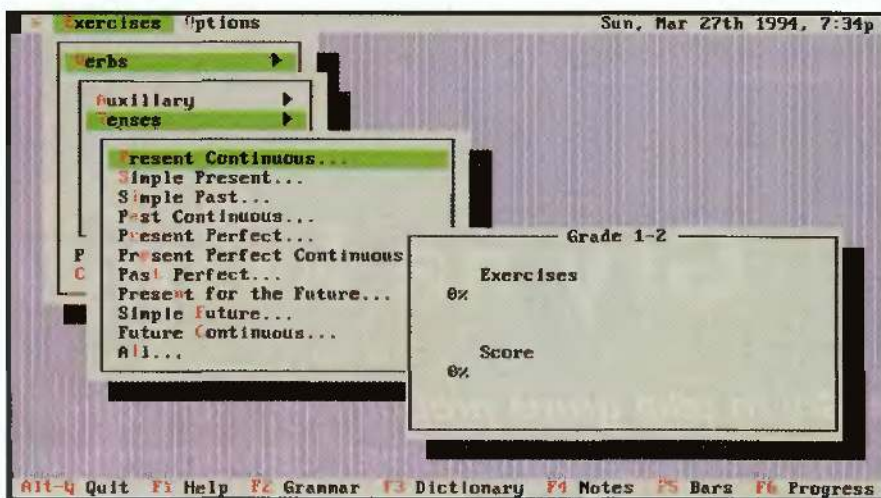 Exercises Options Sun, Mar 27th 1994, 7:34p
Verbs
Auxillary
Tenses
Present Continuous...
Simple Present...
Simple Past...
Past Continuous...
Present Perfect...
Present Perfect Continuous
Past Perfect...
Present for the Future...
Simple Future...
Future Continuous...
All...
P
C
Grade 1-2
Exercises
0%
Score
0%
Alt-Q Quit F1 Help F2 Grammar F3 Dictionary F4 Notes F5 Bars F6 Progress